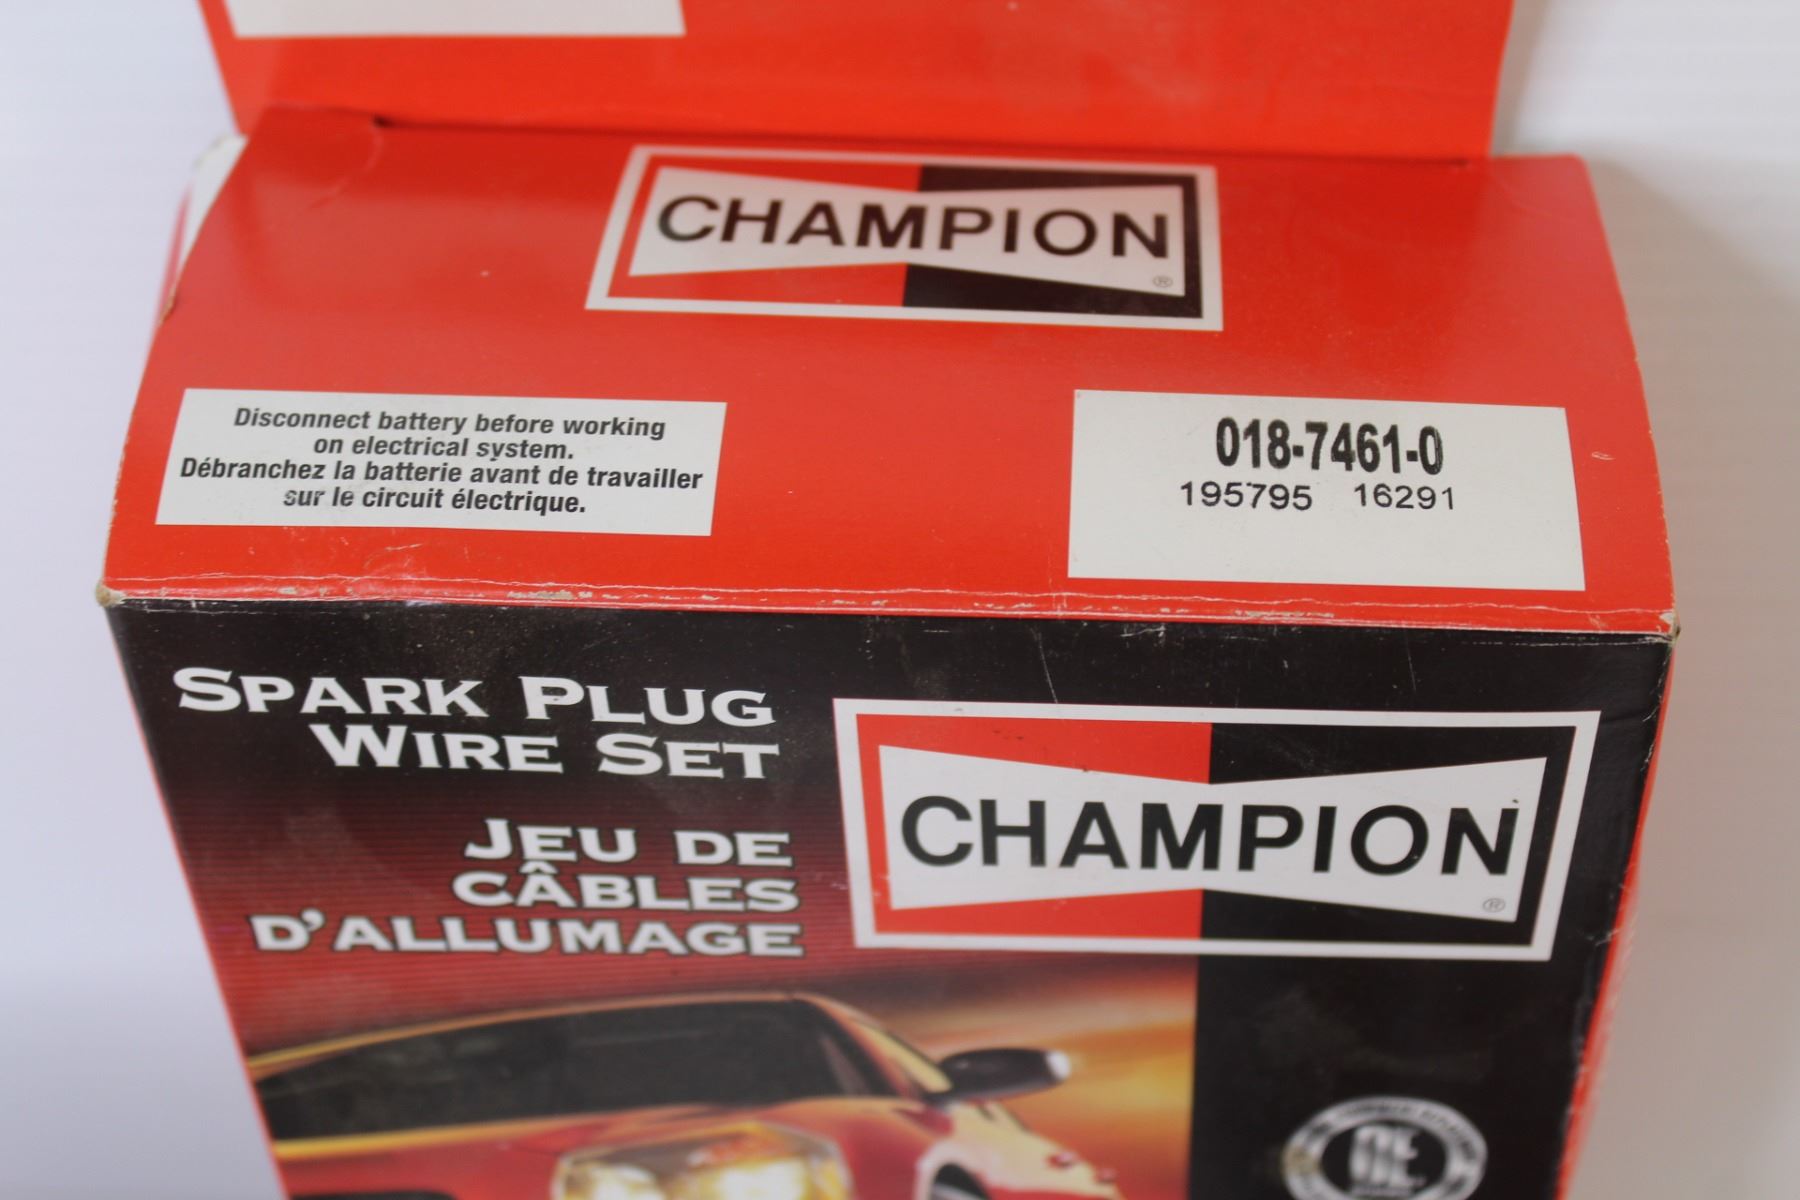 CHAMPION
®
Disconnect battery before working
on electrical system.
Débranchez la batterie avant de travailler
sur le circuit électrique.
018-7461-0
195795 16291
SPARK PLUG
WIRE SET
JEU DE
CÂBLES
D'ALLUMAGE
CHAMPION
®